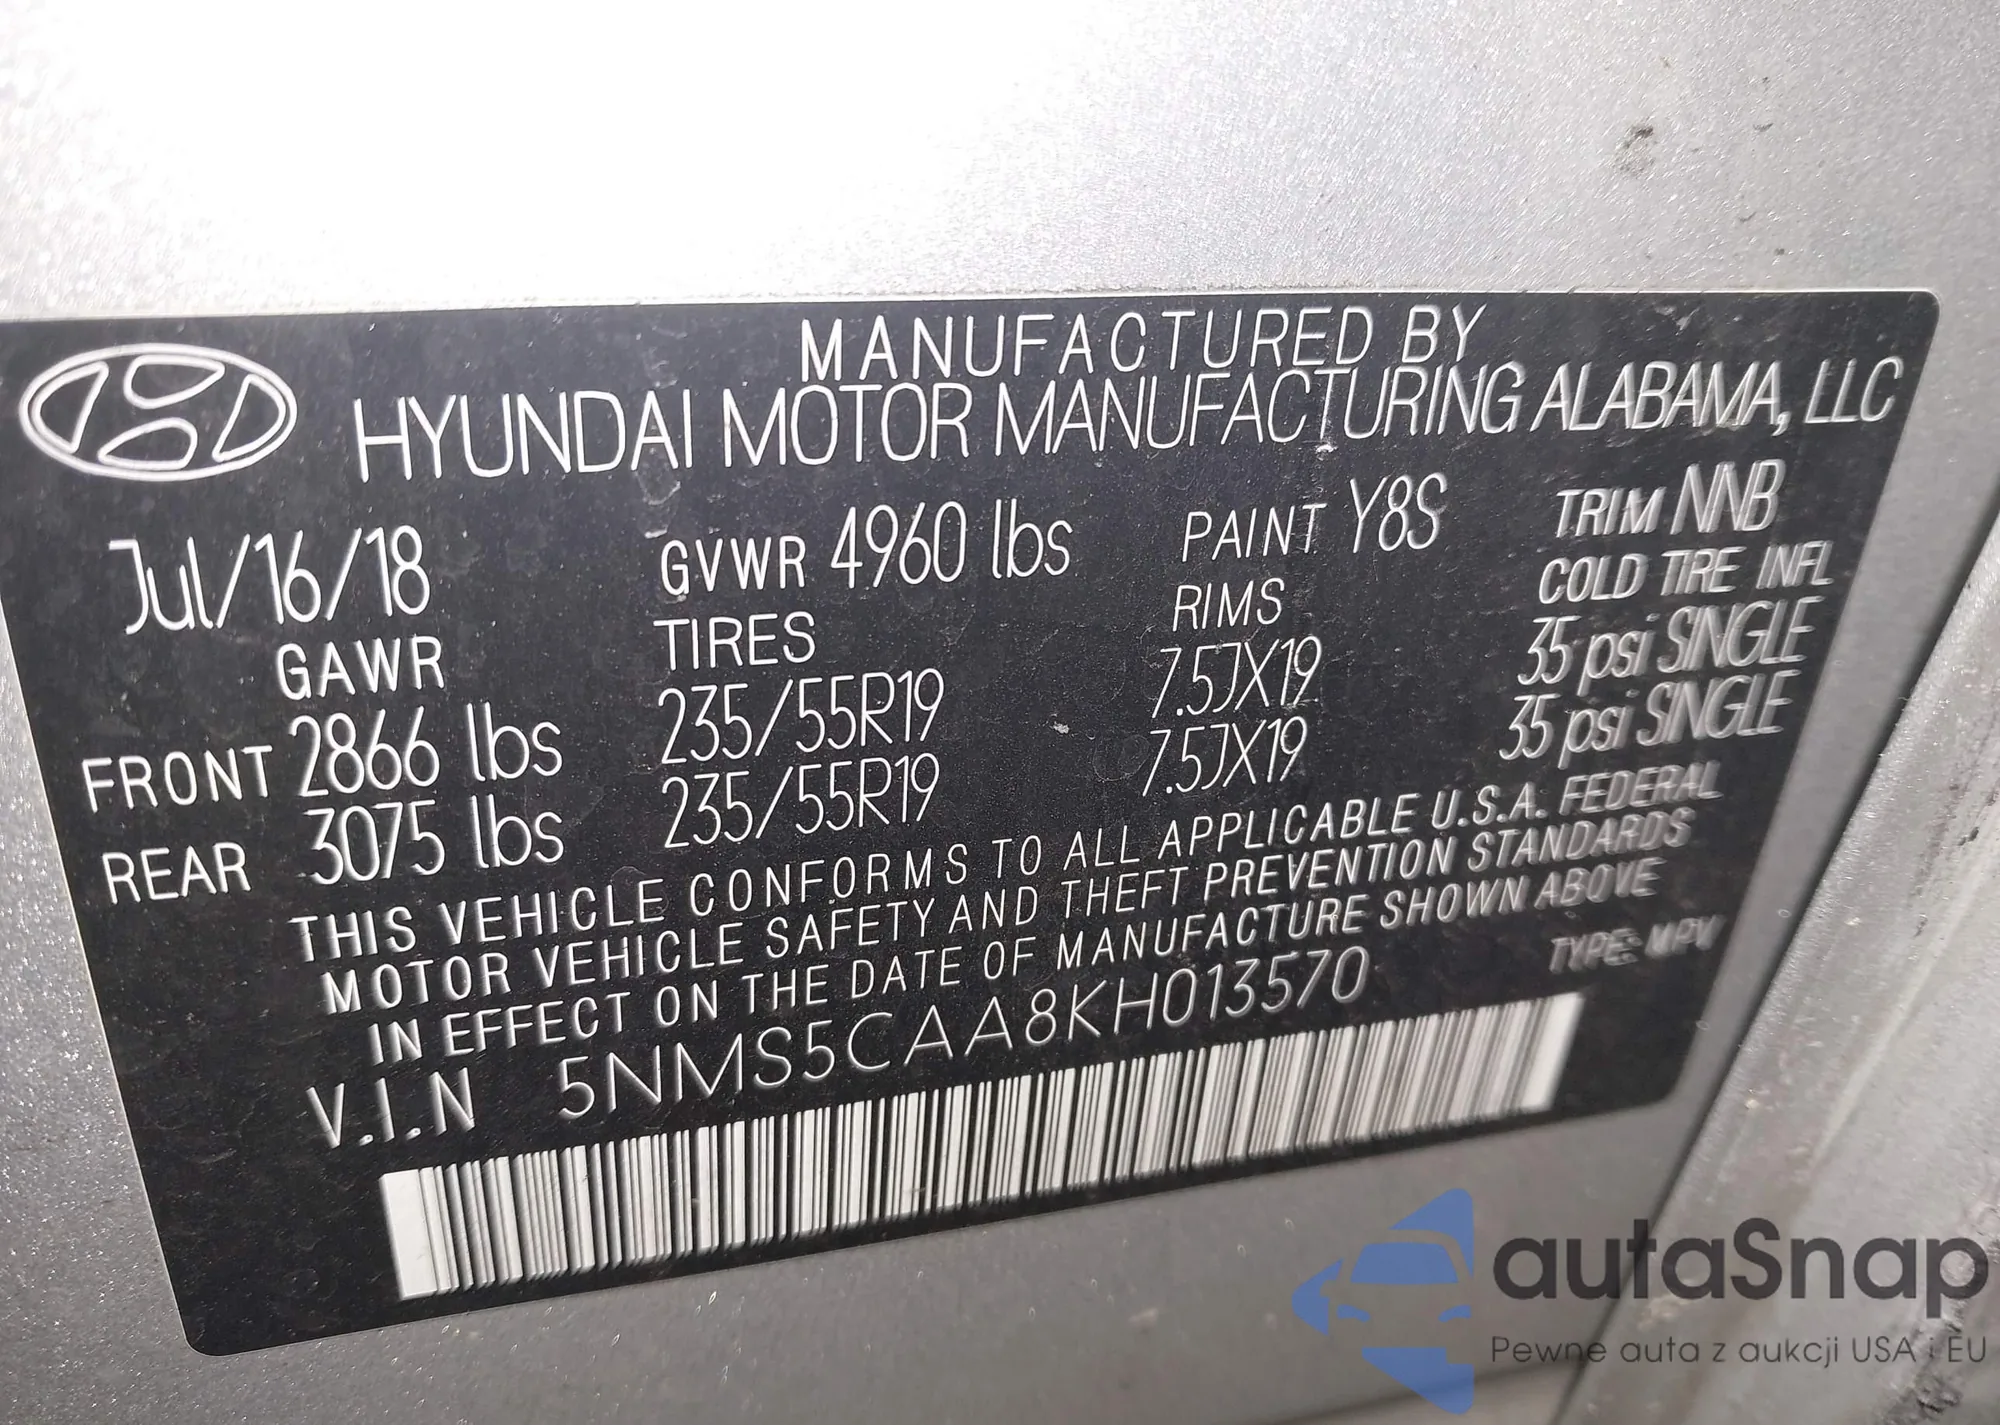 MANUFACTURED BY
HYUNDAI MOTOR MANUFACTURING ALABAMA, LLC
Jul/16/18 GVWR 4960 lbs PAINT Y8S TRIM NNB
GAWR TIRES RIMS COLD TIRE INFL
FRONT 2866 lbs 235/55R19 7.5JX19 35 psi SINGLE
REAR 3075 lbs 235/55R19 7.5JX19 35 psi SINGLE
THIS VEHICLE CONFORMS TO ALL APPLICABLE U.S.A. FEDERAL
MOTOR VEHICLE SAFETY AND THEFT PREVENTION STANDARDS
IN EFFECT ON THE DATE OF MANUFACTURE SHOWN ABOVE
V.I.N 5NMS5CAA8KH013570 TYPE: MPV
autaSnap
Pewne auta z aukcji USA i EU